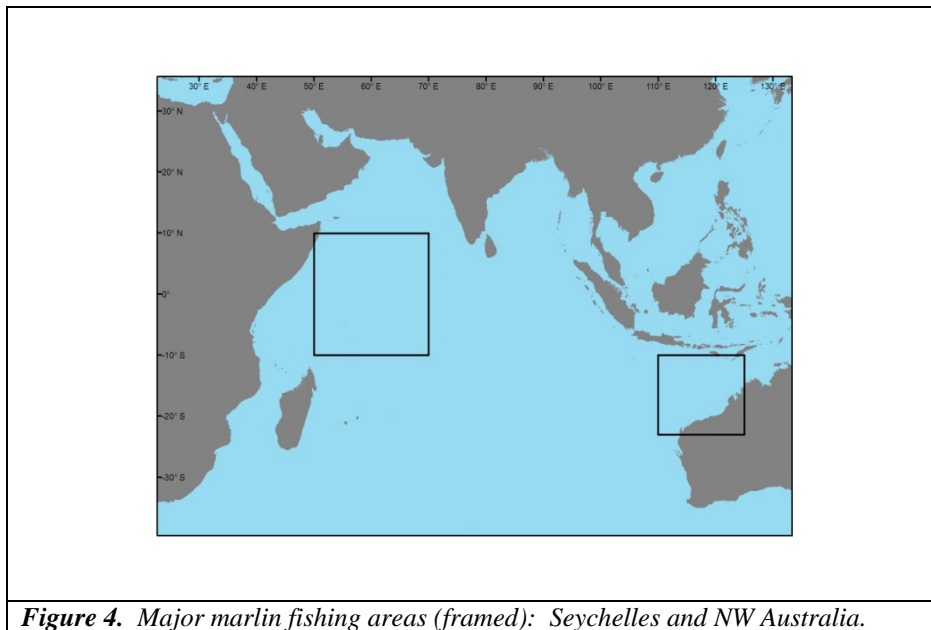 30° E 40° E 50° E 60° E 70° E 80° E 90° E 100° E 110° E 120° E 130° E
30° N
20° N
10° N
0°
10° S
20° S
30° S
Figure 4. Major marlin fishing areas (framed): Seychelles and NW Australia.